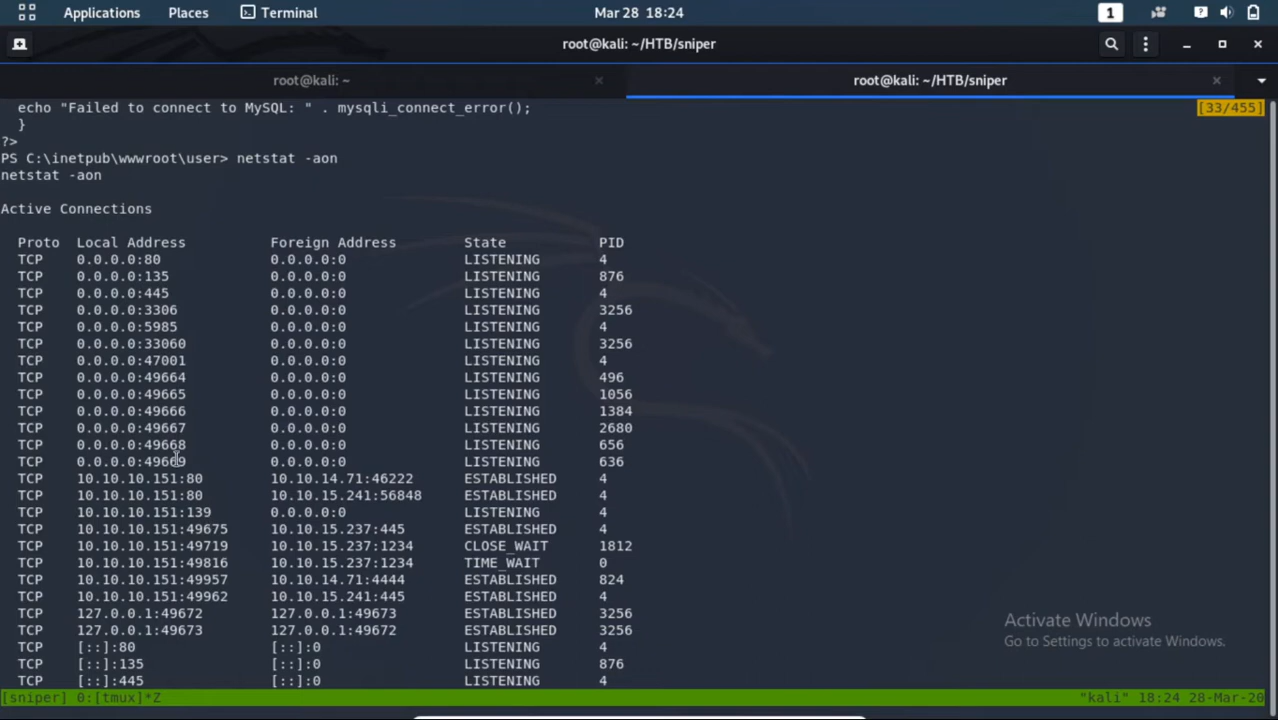 Applications Places Terminal Mar 28 18:24 1
root@kali: ~/HTB/sniper
root@kali: ~ × root@kali: ~/HTB/sniper ×
echo "Failed to connect to MySQL: " . mysqli_connect_error(); [33/455]
}
?>
PS C:\inetpub\wwwroot\user> netstat -aon
netstat -aon
Active Connections
Proto Local Address Foreign Address State PID
TCP 0.0.0.0:80 0.0.0.0:0 LISTENING 4
TCP 0.0.0.0:135 0.0.0.0:0 LISTENING 876
TCP 0.0.0.0:445 0.0.0.0:0 LISTENING 4
TCP 0.0.0.0:3306 0.0.0.0:0 LISTENING 3256
TCP 0.0.0.0:5985 0.0.0.0:0 LISTENING 4
TCP 0.0.0.0:33060 0.0.0.0:0 LISTENING 3256
TCP 0.0.0.0:47001 0.0.0.0:0 LISTENING 4
TCP 0.0.0.0:49664 0.0.0.0:0 LISTENING 496
TCP 0.0.0.0:49665 0.0.0.0:0 LISTENING 1056
TCP 0.0.0.0:49666 0.0.0.0:0 LISTENING 1384
TCP 0.0.0.0:49667 0.0.0.0:0 LISTENING 2680
TCP 0.0.0.0:49668 0.0.0.0:0 LISTENING 656
TCP 0.0.0.0:49669 0.0.0.0:0 LISTENING 636
TCP 10.10.10.151:80 10.10.14.71:46222 ESTABLISHED 4
TCP 10.10.10.151:80 10.10.15.241:56848 ESTABLISHED 4
TCP 10.10.10.151:139 0.0.0.0:0 LISTENING 4
TCP 10.10.10.151:49675 10.10.15.237:445 ESTABLISHED 4
TCP 10.10.10.151:49719 10.10.15.237:1234 CLOSE_WAIT 1812
TCP 10.10.10.151:49816 10.10.15.237:1234 TIME_WAIT 0
TCP 10.10.10.151:49957 10.10.14.71:4444 ESTABLISHED 824
TCP 10.10.10.151:49962 10.10.15.241:445 ESTABLISHED 4
TCP 127.0.0.1:49672 127.0.0.1:49673 ESTABLISHED 3256
TCP 127.0.0.1:49673 127.0.0.1:49672 ESTABLISHED 3256
TCP [::]:80 [::]:0 LISTENING 4
TCP [::]:135 [::]:0 LISTENING 876
TCP [::]:445 [::]:0 LISTENING 4
Activate Windows
Go to Settings to activate Windows.
[sniper] 0:[tmux]*Z "kali" 18:24 28-Mar-20